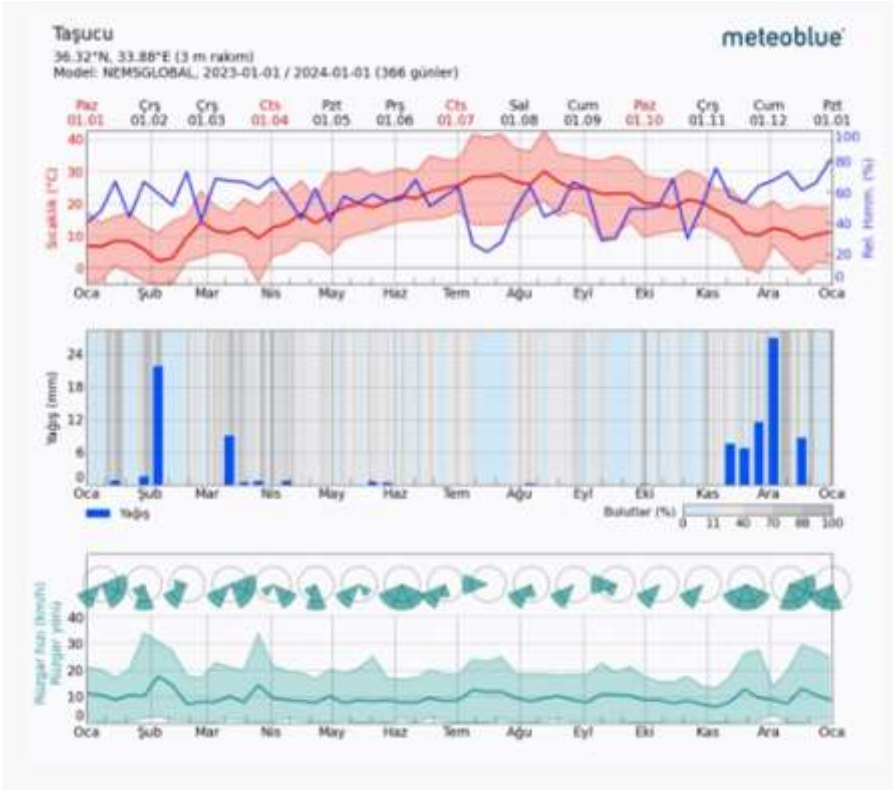 Taşucu
meteoblue
36.32°N, 33.88°E (3 m rakım)
Model: NEMSGLOBAL, 2023-01-01 / 2024-01-01 (366 günler)
Paz Çrş Çrş Cts Pzt Prş Cts Sal Cum Paz Çrş Cum Pzt
01.01 01.02 01.03 01.04 01.05 01.06 01.07 01.08 01.09 01.10 01.11 01.12 01.01
Sıcaklık (°C)
40
30
20
10
0
100
80
60
40
20
0
Rel. Hmm. (%)
Oca Şub Mar Nis May Haz Tem Ağu Eyl Eki Kas Ara Oca
Yağış (mm)
24
18
12
6
0
Oca Şub Mar Nis May Haz Tem Ağu Eyl Eki Kas Ara Oca
Yağış
Bulutlar (%)
0 11 40 70 88 100
Rüzgar hızı (km/h)
Rüzgar yönü
40
30
20
10
0
Oca Şub Mar Nis May Haz Tem Ağu Eyl Eki Kas Ara Oca